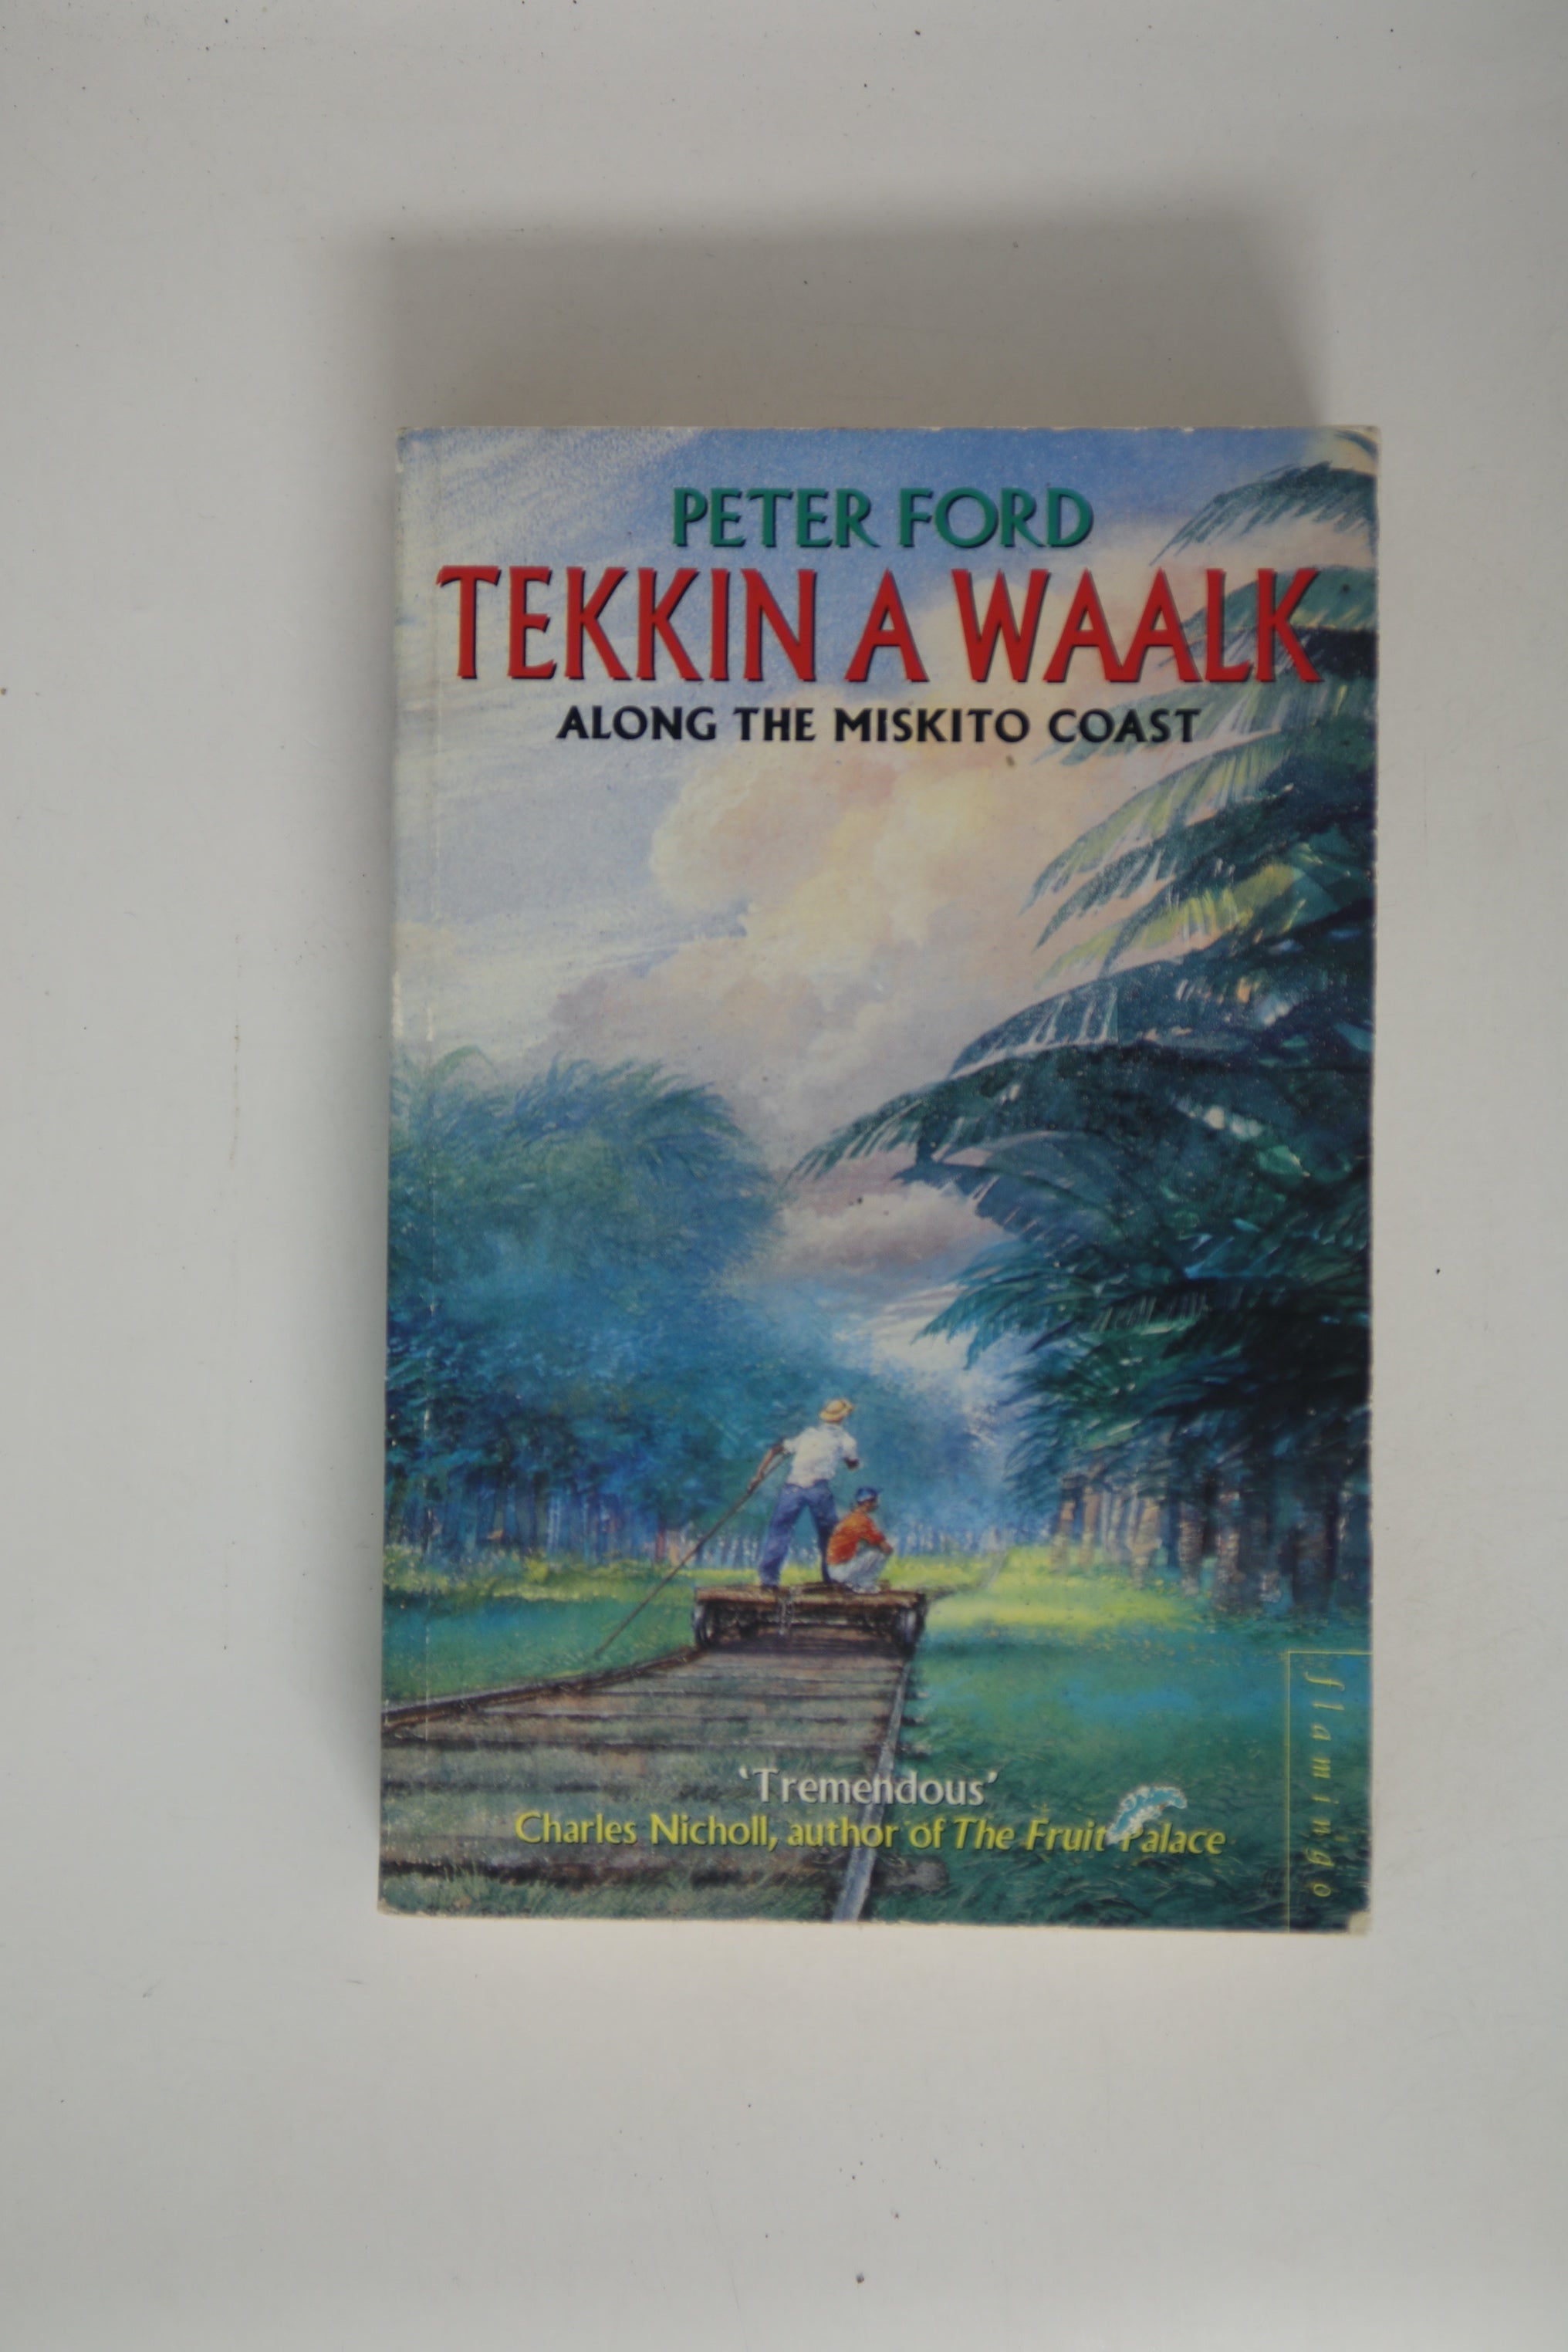 PETER FORD
TEKKIN A WAALK
ALONG THE MISKITO COAST
'Tremendous'
Charles Nicholl, author of The Fruit Palace
flamingo